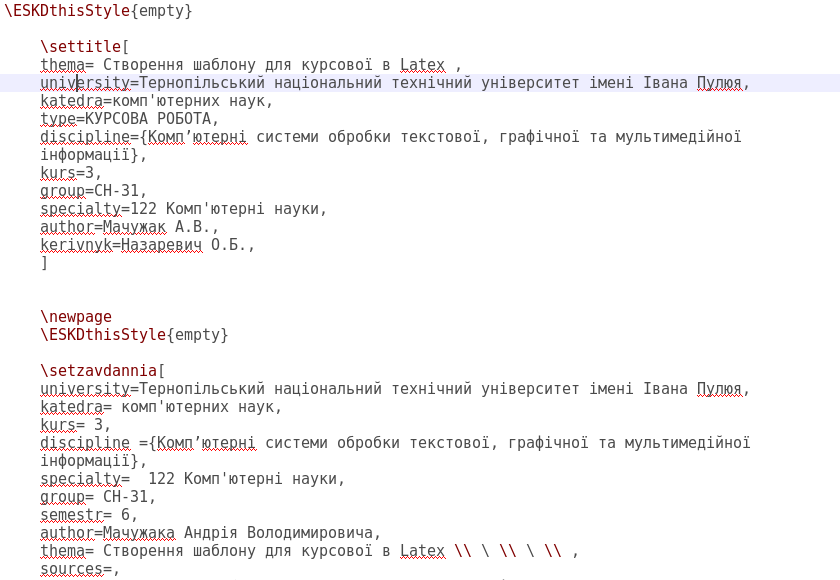 \ESKDthisStyle{empty}
\settitle[
thema= Створення шаблону для курсової в Latex ,
university=Тернопільський національний технічний університет імені Івана Пулюя,
katedra=комп'ютерних наук,
type=КУРСОВА РОБОТА,
discipline={Комп’ютерні системи обробки текстової, графічної та мультимедійної
інформації},
kurs=3,
group=СН-31,
specialty=122 Комп'ютерні науки,
author=Мачужак А.В.,
kerivnyk=Назаревич О.Б.,
]
\newpage
\ESKDthisStyle{empty}
\setzavdannia[
university=Тернопільський національний технічний університет імені Івана Пулюя,
katedra= комп'ютерних наук,
kurs= 3,
discipline ={Комп’ютерні системи обробки текстової, графічної та мультимедійної
інформації},
specialty=  122 Комп'ютерні науки,
group= СН-31,
semestr= 6,
author=Мачужака Андрія Володимировича,
thema= Створення шаблону для курсової в Latex \\ \ \\ \ \\ ,
sources=,